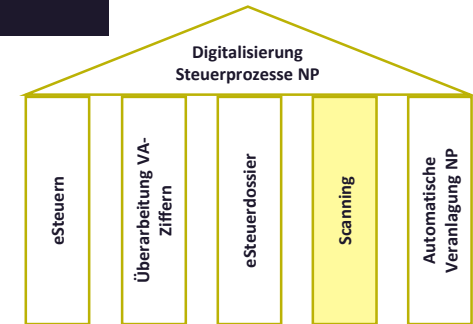 Digitalisierung
Steuerprozesse NP
eSteuern
Überarbeitung VA-
Ziffern
eSteuerdossier
Scanning
Automatische
Veranlagung NP